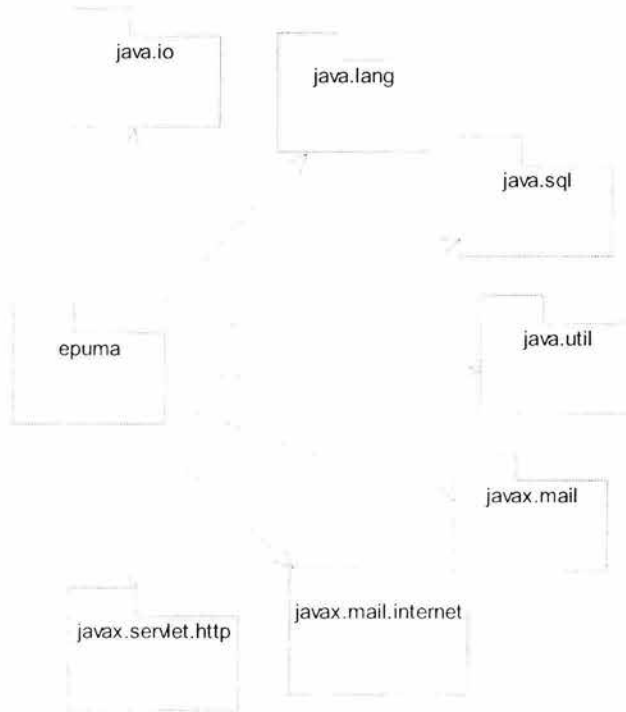 java.io
java.lang
java.sql
epuma
java.util
javax.mail
javax.servlet.http
javax.mail.internet